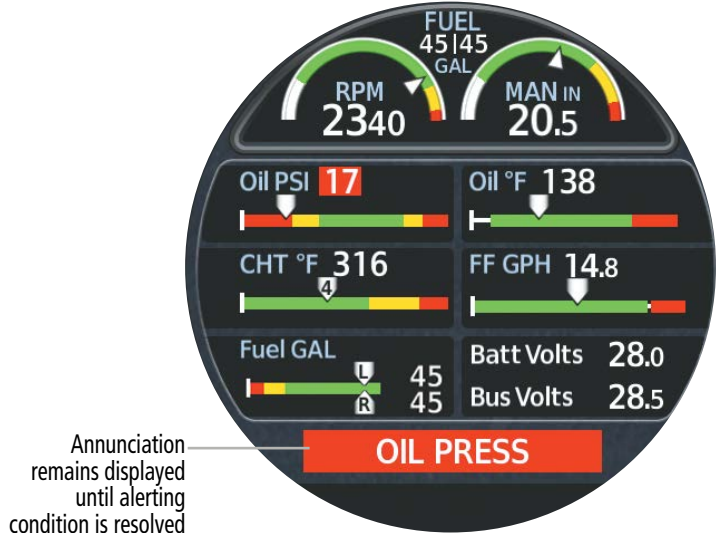 FUEL
45|45
GAL
RPM
2340
MAN IN
20.5
Oil PSI 17
Oil °F 138
CHT °F 316
4
FF GPH 14.8
Fuel GAL
L
45
R
45
Batt Volts 28.0
Bus Volts 28.5
OIL PRESS
Annunciation
remains displayed
until alerting
condition is resolved